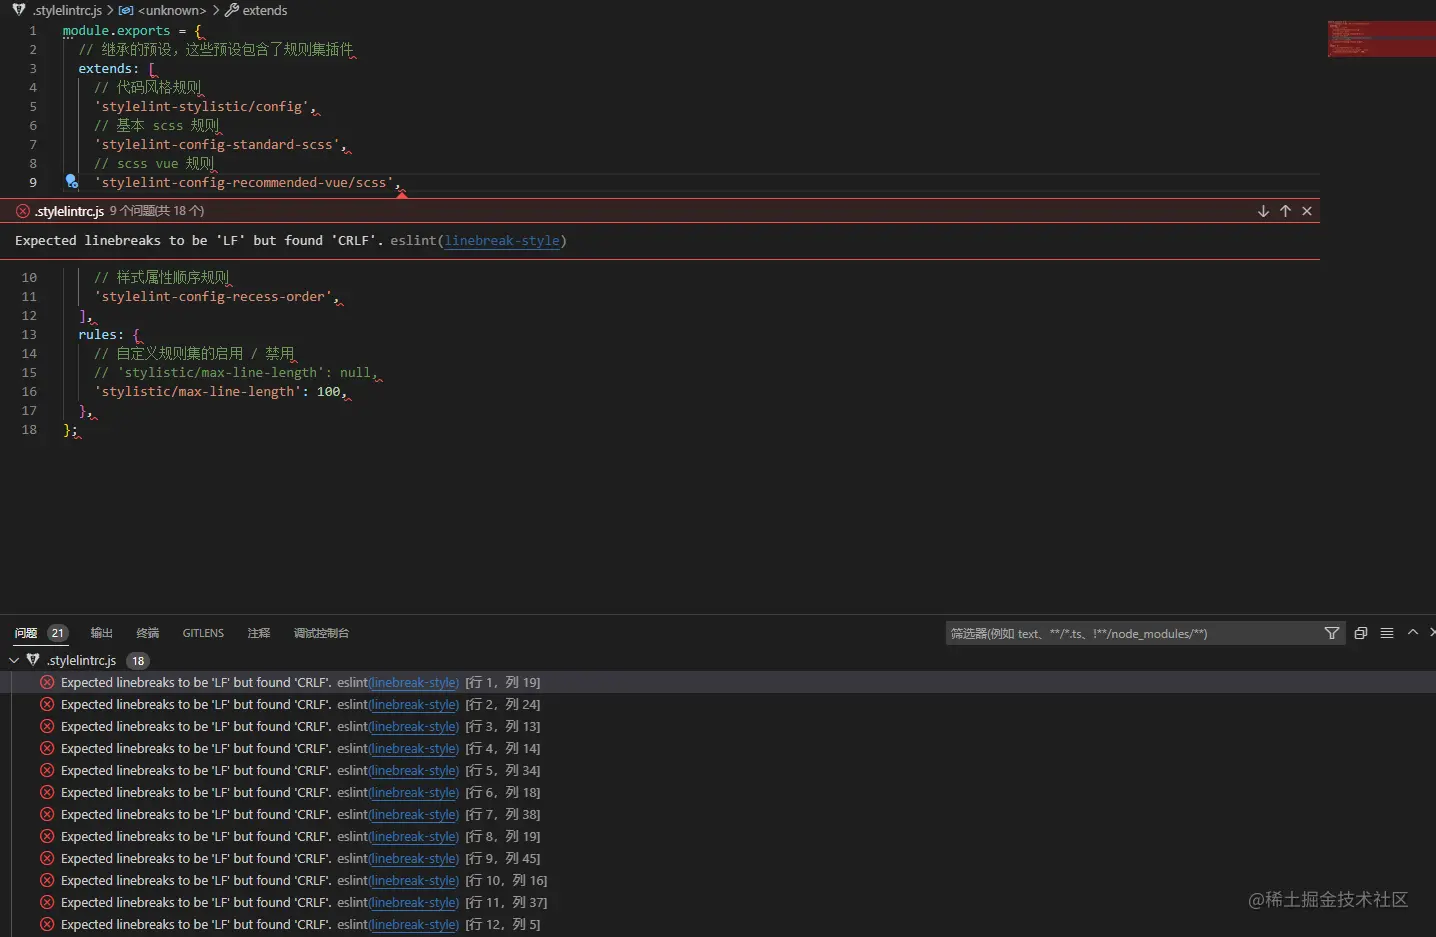 .stylelintrc.js > <unknown> > extends
1 module.exports = {
2 // 继承的预设，这些预设包含了规则集插件
3 extends: [
4 // 代码风格规则
5 'stylelint-stylistic/config',
6 // 基本 scss 规则
7 'stylelint-config-standard-scss',
8 // scss vue 规则
9 'stylelint-config-recommended-vue/scss',
.stylelintrc.js 9 个问题(共 18 个)
Expected linebreaks to be 'LF' but found 'CRLF'. eslint(linebreak-style)
10 // 样式属性顺序规则
11 'stylelint-config-recess-order',
12 ],
13 rules: {
14 // 自定义规则集的启用 / 禁用
15 // 'stylistic/max-line-length': null,
16 'stylistic/max-line-length': 100,
17 },
18 };
问题 21 输出 终端 GITLENS 注释 调试控制台 筛选器(例如 text、**/*.ts、!**/node_modules/**)
.stylelintrc.js 18
Expected linebreaks to be 'LF' but found 'CRLF'. eslint(linebreak-style) [行 1，列 19]
Expected linebreaks to be 'LF' but found 'CRLF'. eslint(linebreak-style) [行 2，列 24]
Expected linebreaks to be 'LF' but found 'CRLF'. eslint(linebreak-style) [行 3，列 13]
Expected linebreaks to be 'LF' but found 'CRLF'. eslint(linebreak-style) [行 4，列 14]
Expected linebreaks to be 'LF' but found 'CRLF'. eslint(linebreak-style) [行 5，列 34]
Expected linebreaks to be 'LF' but found 'CRLF'. eslint(linebreak-style) [行 6，列 18]
Expected linebreaks to be 'LF' but found 'CRLF'. eslint(linebreak-style) [行 7，列 38]
Expected linebreaks to be 'LF' but found 'CRLF'. eslint(linebreak-style) [行 8，列 19]
Expected linebreaks to be 'LF' but found 'CRLF'. eslint(linebreak-style) [行 9，列 45]
Expected linebreaks to be 'LF' but found 'CRLF'. eslint(linebreak-style) [行 10，列 16]
Expected linebreaks to be 'LF' but found 'CRLF'. eslint(linebreak-style) [行 11，列 37]
Expected linebreaks to be 'LF' but found 'CRLF'. eslint(linebreak-style) [行 12，列 5]
@稀土掘金技术社区